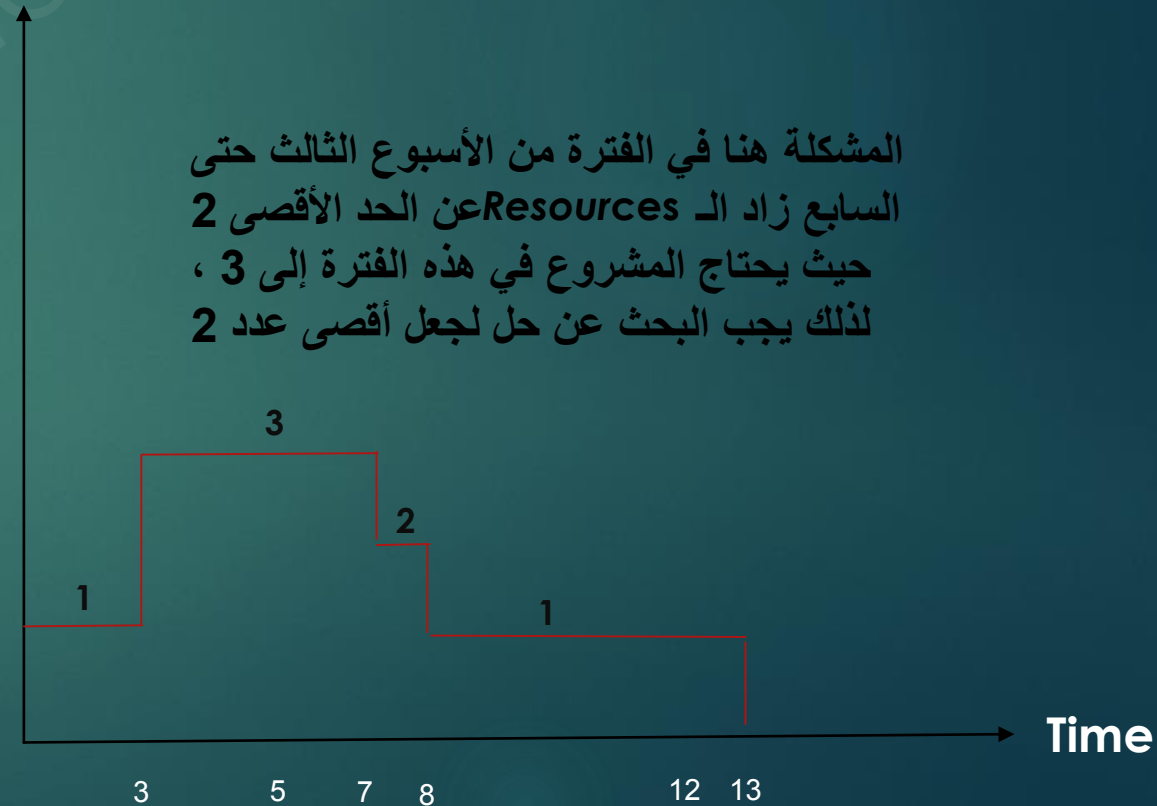 المشكلة هنا في الفترة من الأسبوع الثالث حتى
السابع زاد الـ Resourcesعن الحد الأقصى 2
حيث يحتاج المشروع في هذه الفترة إلى 3 ،
لذلك يجب البحث عن حل لجعل أقصى عدد 2
3
2
1
1
Time
3 5 7 8 12 13